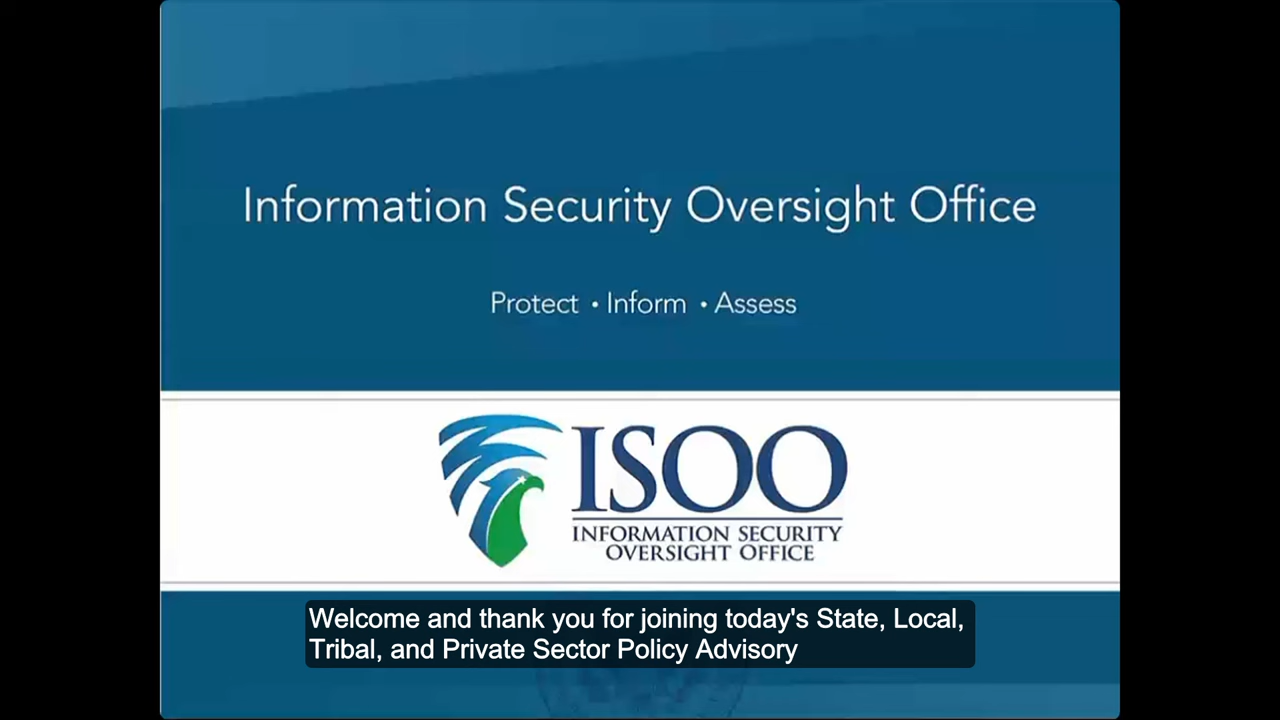 Information Security Oversight Office
Protect • Inform • Assess
ISOO
INFORMATION SECURITY
OVERSIGHT OFFICE
Welcome and thank you for joining today's State, Local,
Tribal, and Private Sector Policy Advisory